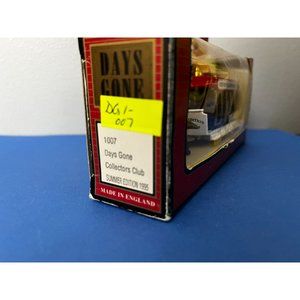 DAYS
GONE
DG1-
007
1007
Days Gone
Collectors Club
SUMMER EDITION 1995
MADE IN ENGLAND